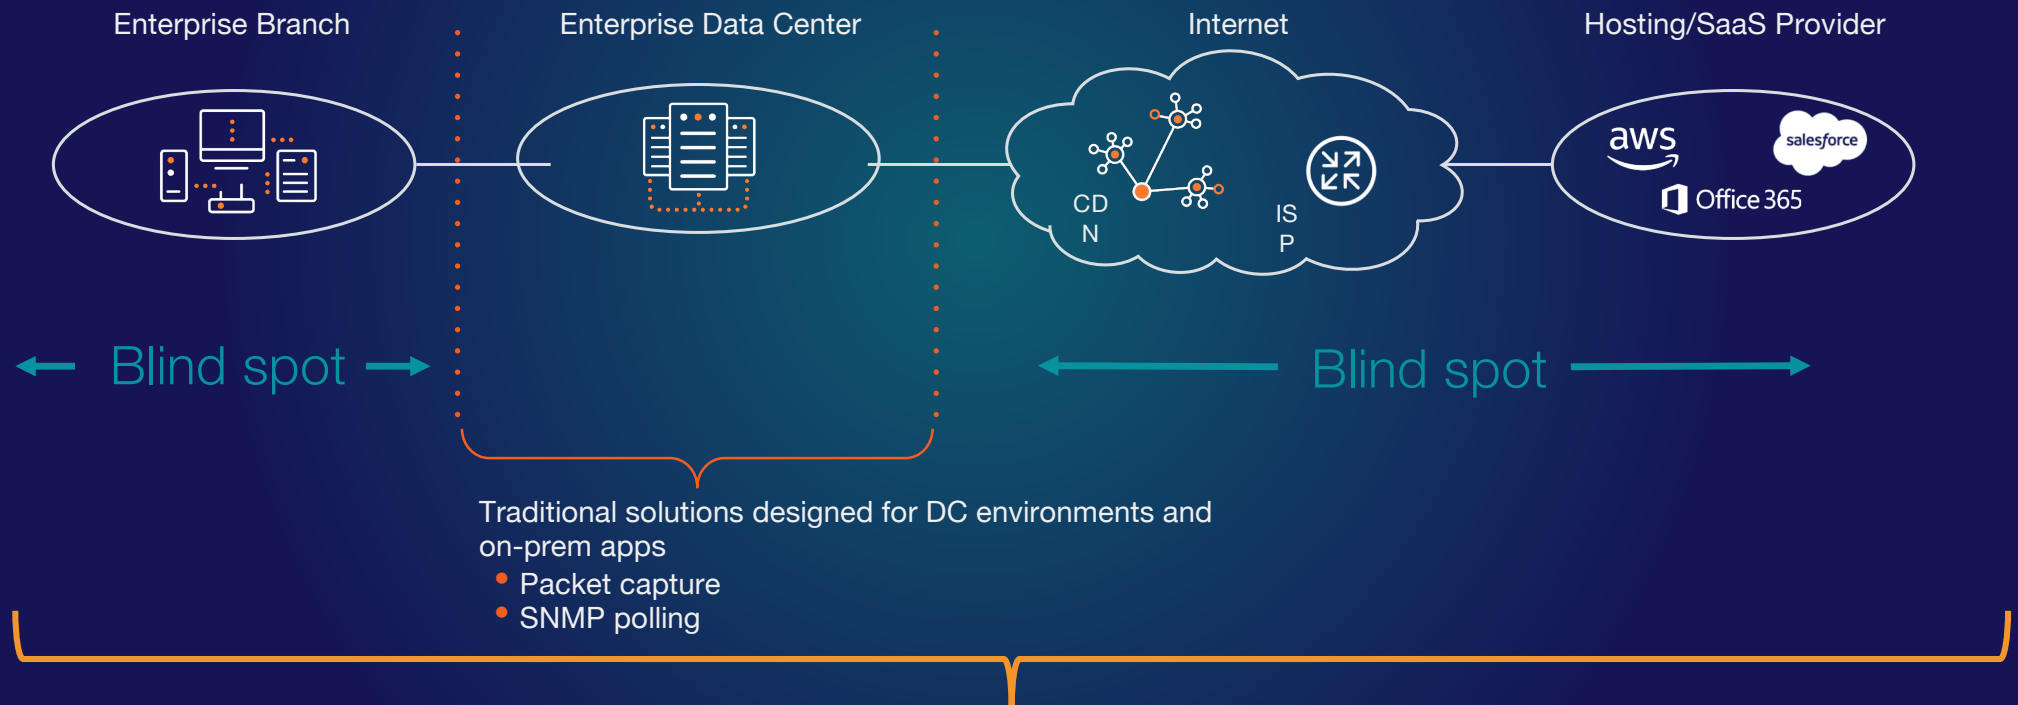 Enterprise Branch
Enterprise Data Center
Internet
Hosting/SaaS Provider
CD
N
IS
P
aws
salesforce
Office 365
Blind spot
Blind spot
Traditional solutions designed for DC environments and
on-prem apps
• Packet capture
• SNMP polling